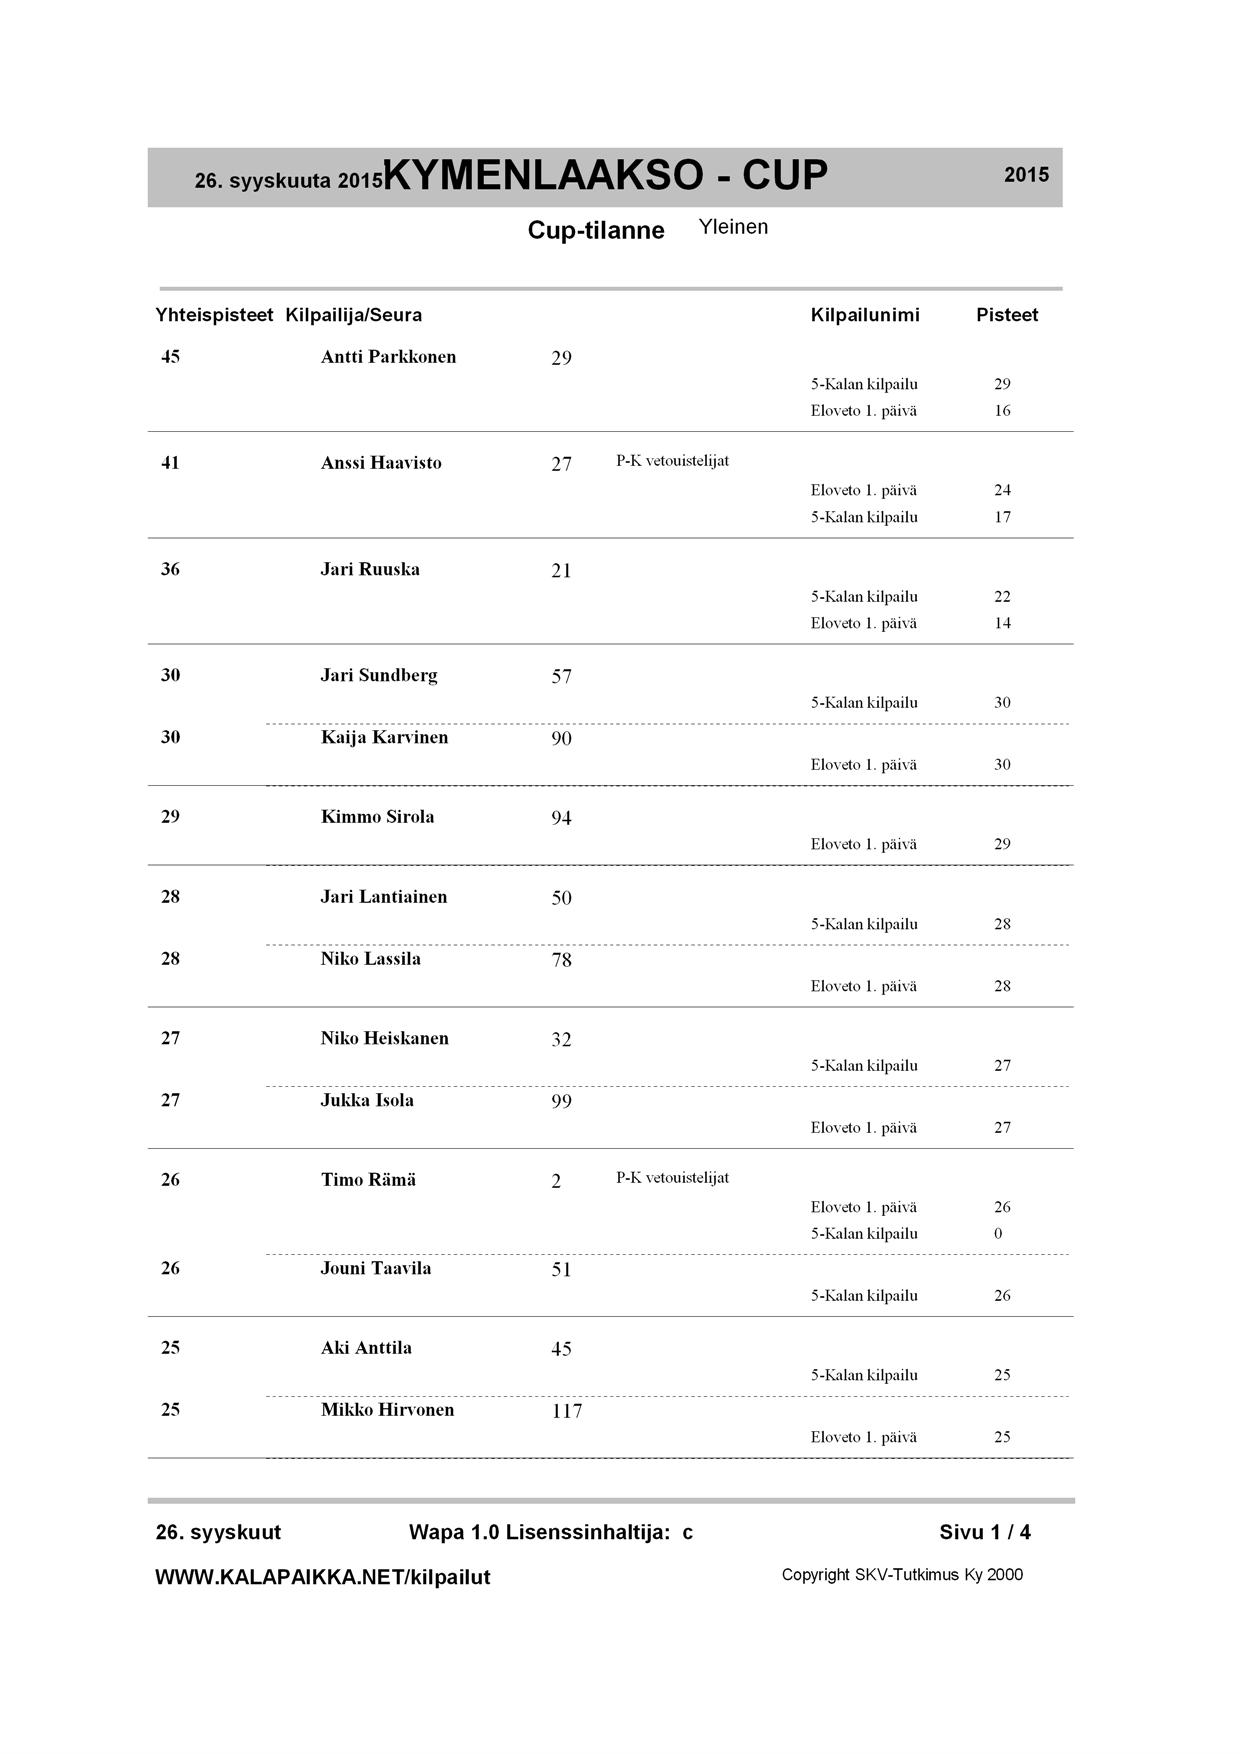 26. syyskuuta 2015 KYMENLAAKSO - CUP 2015
Cup-tilanne Yleinen
Yhteispisteet Kilpailija/Seura Kilpailunimi Pisteet
45 Antti Parkkonen 29
5-Kalan kilpailu 29
Eloveto 1. päivä 16
41 Anssi Haavisto 27 P-K vetouistelijat
Eloveto 1. päivä 24
5-Kalan kilpailu 17
36 Jari Ruuska 21
5-Kalan kilpailu 22
Eloveto 1. päivä 14
30 Jari Sundberg 57
5-Kalan kilpailu 30
30 Kaija Karvinen 90
Eloveto 1. päivä 30
29 Kimmo Sirola 94
Eloveto 1. päivä 29
28 Jari Lantiainen 50
5-Kalan kilpailu 28
28 Niko Lassila 78
Eloveto 1. päivä 28
27 Niko Heiskanen 32
5-Kalan kilpailu 27
27 Jukka Isola 99
Eloveto 1. päivä 27
26 Timo Rämä 2 P-K vetouistelijat
Eloveto 1. päivä 26
5-Kalan kilpailu 0
26 Jouni Taavila 51
5-Kalan kilpailu 26
25 Aki Anttila 45
5-Kalan kilpailu 25
25 Mikko Hirvonen 117
Eloveto 1. päivä 25
26. syyskuut Wapa 1.0 Lisenssinhaltija: c Sivu 1 / 4
WWW.KALAPAIKKA.NET/kilpailut Copyright SKV-Tutkimus Ky 2000